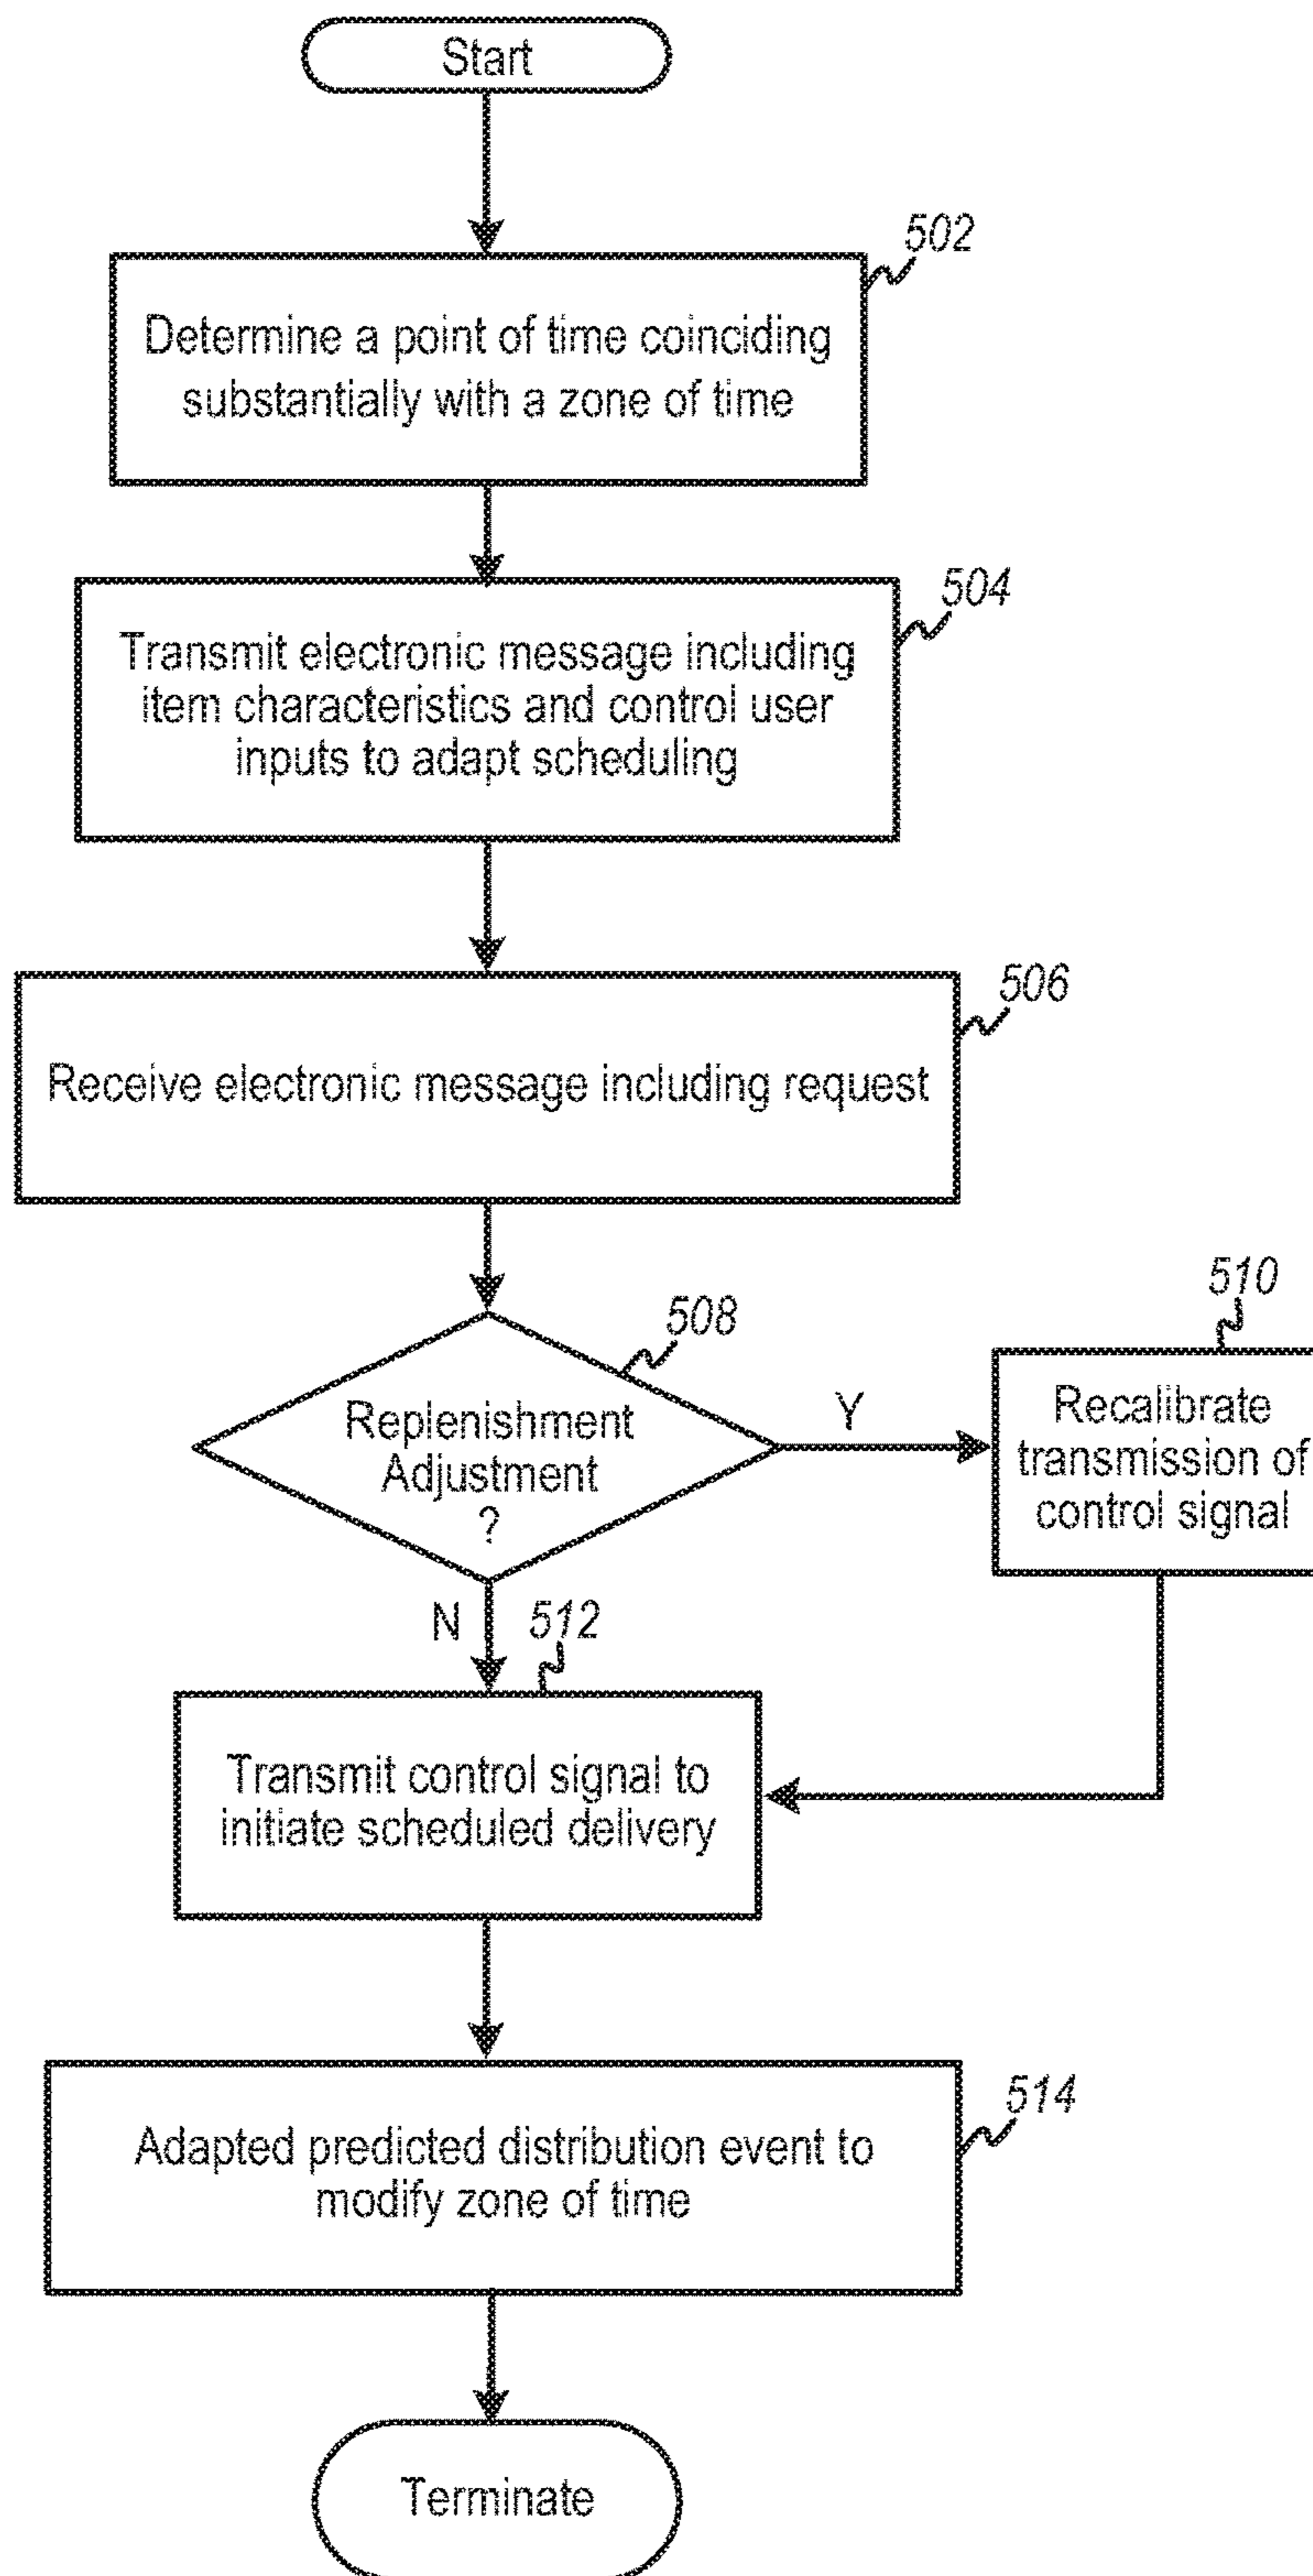 Start
502
Determine a point of time coinciding
substantially with a zone of time
504
Transmit electronic message including
item characteristics and control user
inputs to adapt scheduling
506
Receive electronic message including request
508
Replenishment
Adjustment
?
Y
510
Recalibrate
transmission of
control signal
N
512
Transmit control signal to
initiate scheduled delivery
514
Adapted predicted distribution event to
modify zone of time
Terminate